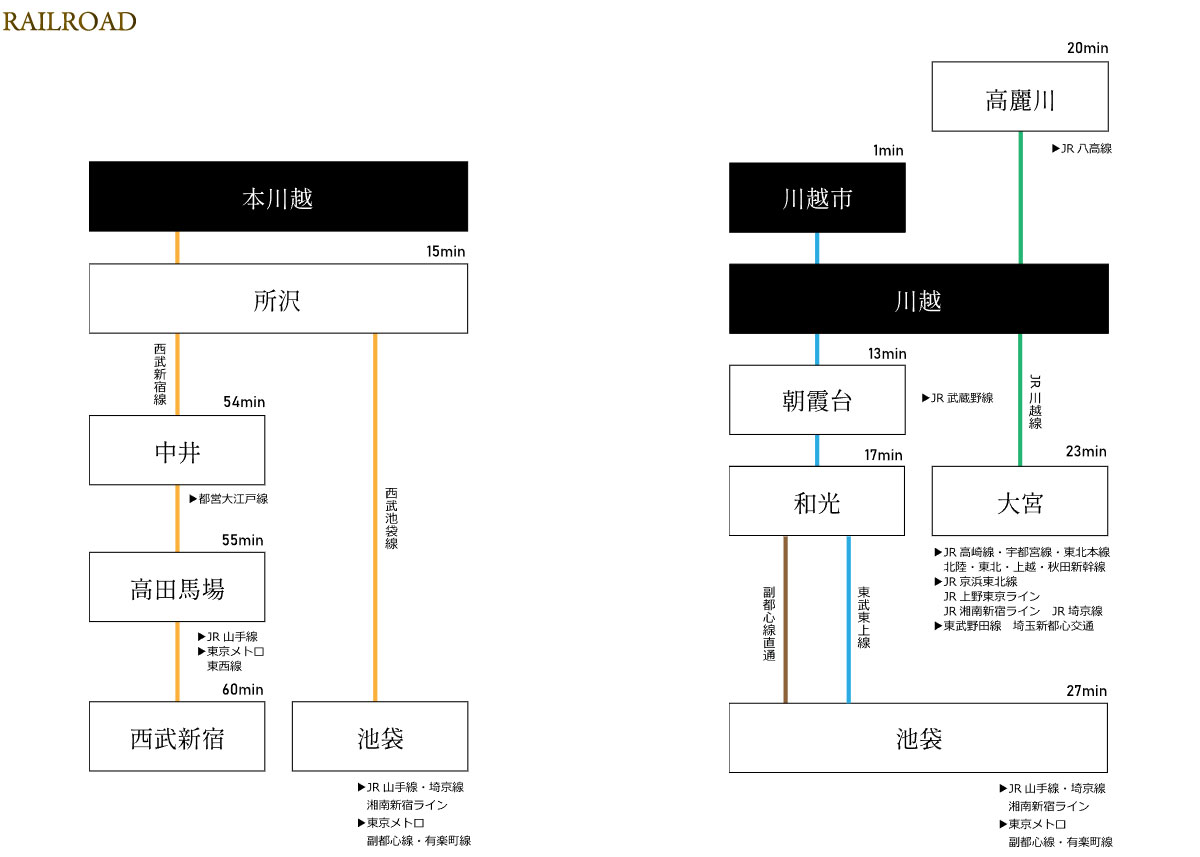 RAILROAD
本川越
15min
所沢
西武新宿線
54min
中井
▶都営大江戸線
55min
高田馬場
▶JR 山手線
▶東京メトロ
東西線
60min
西武新宿
西武池袋線
池袋
▶JR 山手線・埼京線
湘南新宿ライン
▶東京メトロ
副都心線・有楽町線
20min
高麗川
▶JR 八高線
1min
川越市
川越
13min
朝霞台
▶JR 武蔵野線
JR 川越線
17min
和光
23min
大宮
▶JR 高崎線・宇都宮線・東北本線
北陸・東北・上越・秋田新幹線
▶JR 京浜東北線
JR 上野東京ライン
JR 湘南新宿ライン　JR 埼京線
▶東武野田線　埼玉新都心交通
副都心線直通
東武東上線
27min
池袋
▶JR 山手線・埼京線
湘南新宿ライン
▶東京メトロ
副都心線・有楽町線